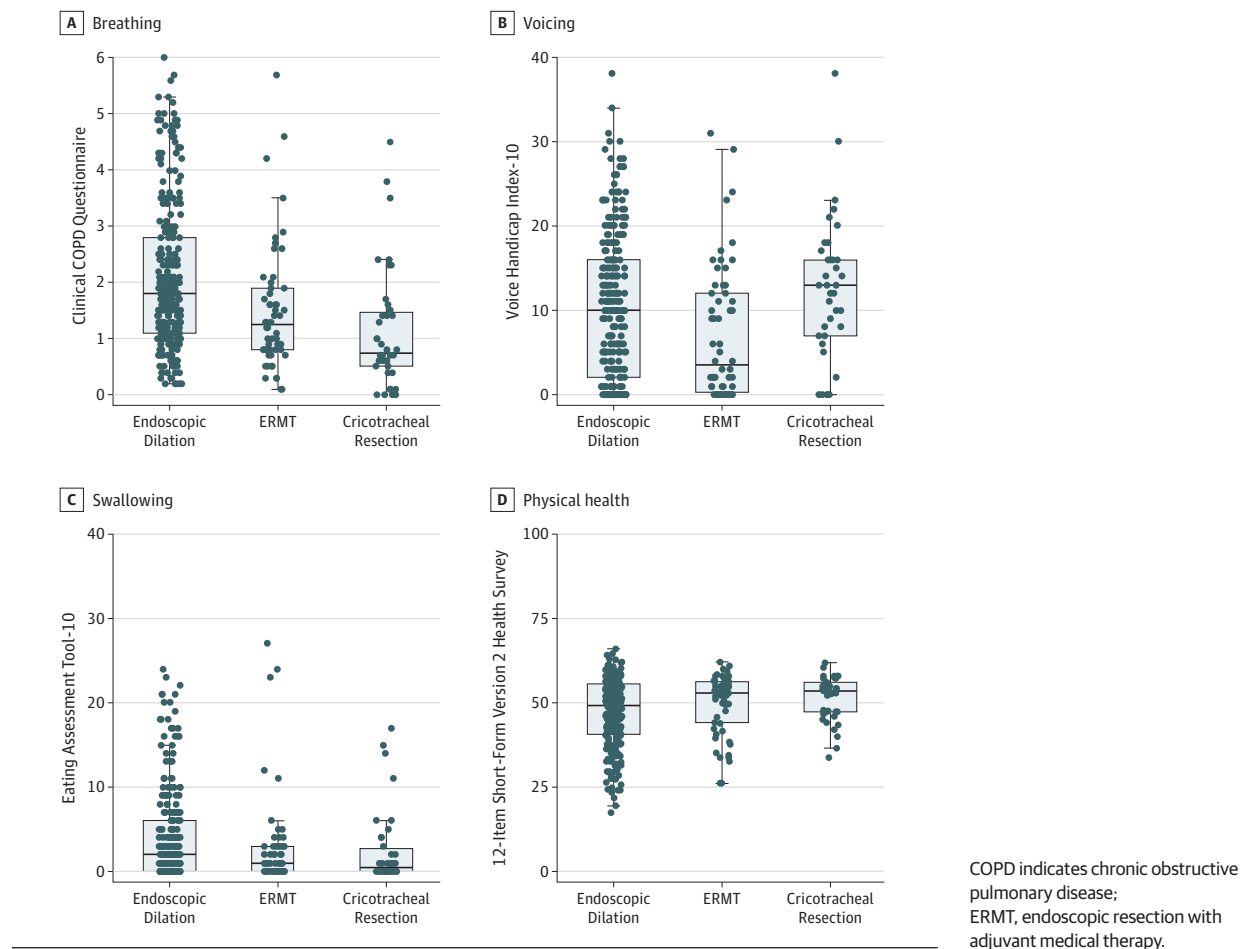 A Breathing
Clinical COPD Questionnaire
6
5
4
3
2
1
0
Endoscopic
Dilation
ERMT
Cricotracheal
Resection
B Voicing
Voice Handicap Index-10
40
30
20
10
0
Endoscopic
Dilation
ERMT
Cricotracheal
Resection
C Swallowing
Eating Assessment Tool-10
40
30
20
10
0
Endoscopic
Dilation
ERMT
Cricotracheal
Resection
D Physical health
12-Item Short-Form Version 2 Health Survey
100
75
50
25
0
Endoscopic
Dilation
ERMT
Cricotracheal
Resection
COPD indicates chronic obstructive
pulmonary disease;
ERMT, endoscopic resection with
adjuvant medical therapy.